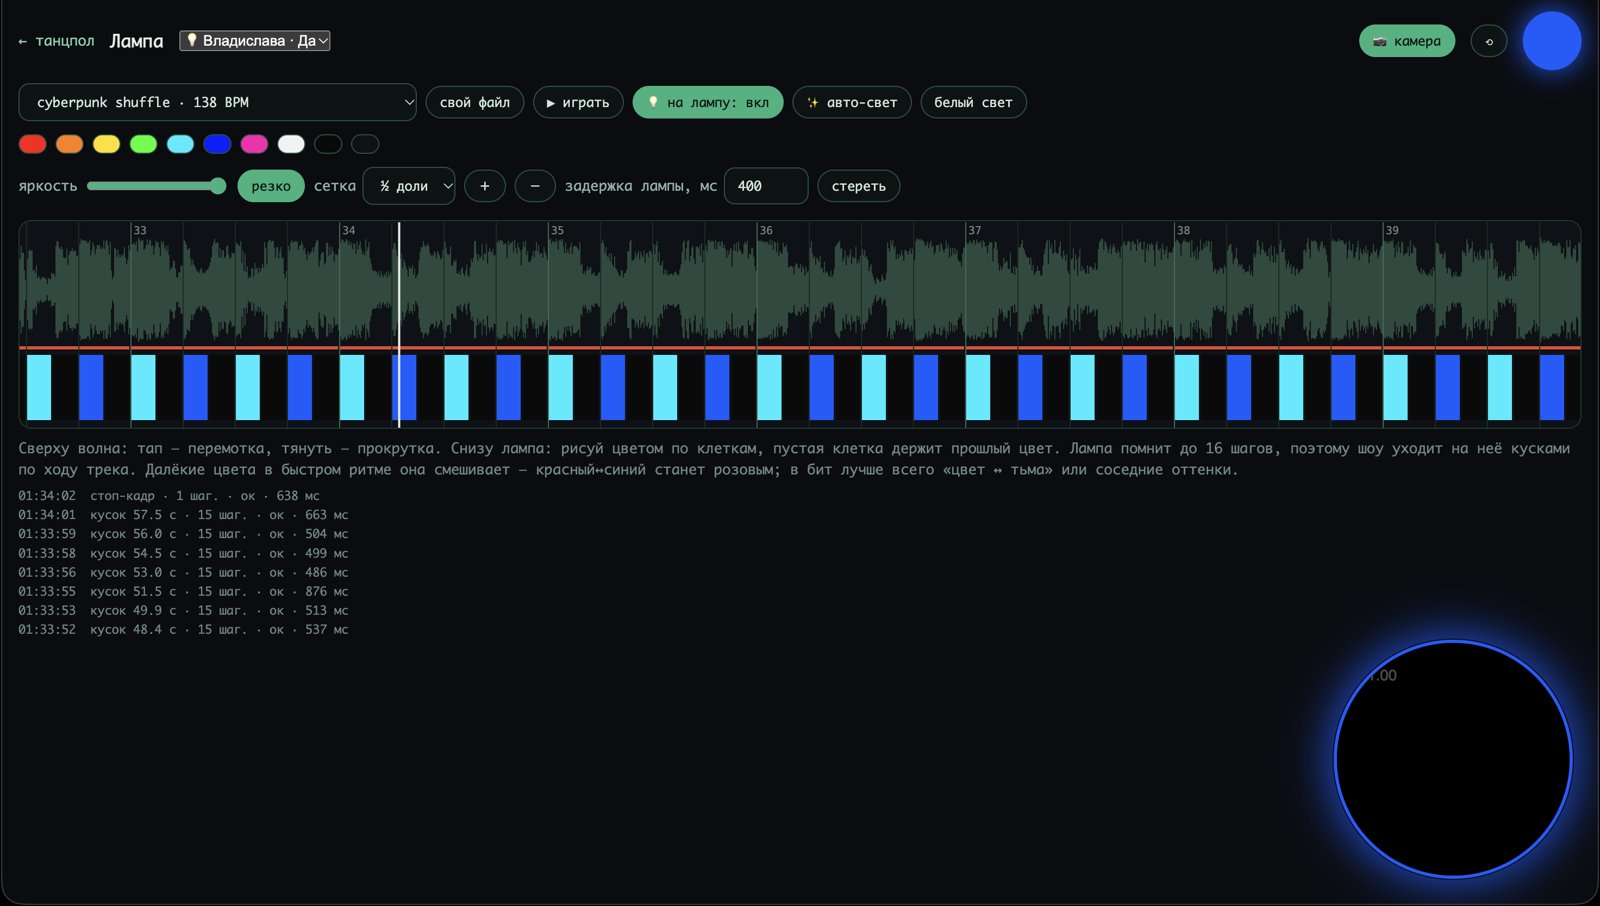 ← танцпол Лампа 💡 Владислава · Да 📷 камера ⟲
cyberpunk shuffle · 138 BPM свой файл ▶ играть 💡 на лампу: вкл ✨ авто-свет белый свет
яркость резко сетка ½ доли + − задержка лампы, мс 400 стереть
33 34 35 36 37 38 39
Сверху волна: тап — перемотка, тянуть — прокрутка. Снизу лампа: рисуй цветом по клеткам, пустая клетка держит прошлый цвет. Лампа помнит до 16 шагов, поэтому шоу уходит на неё кусками
по ходу трека. Далёкие цвета в быстром ритме она смешивает — красный↔синий станет розовым; в бит лучше всего «цвет ↔ тьма» или соседние оттенки.
01:34:02 стоп-кадр · 1 шаг. · ок · 638 мс
01:34:01 кусок 57.5 с · 15 шаг. · ок · 663 мс
01:33:59 кусок 56.0 с · 15 шаг. · ок · 504 мс
01:33:58 кусок 54.5 с · 15 шаг. · ок · 499 мс
01:33:56 кусок 53.0 с · 15 шаг. · ок · 486 мс
01:33:55 кусок 51.5 с · 15 шаг. · ок · 876 мс
01:33:53 кусок 49.9 с · 15 шаг. · ок · 513 мс
01:33:52 кусок 48.4 с · 15 шаг. · ок · 537 мс